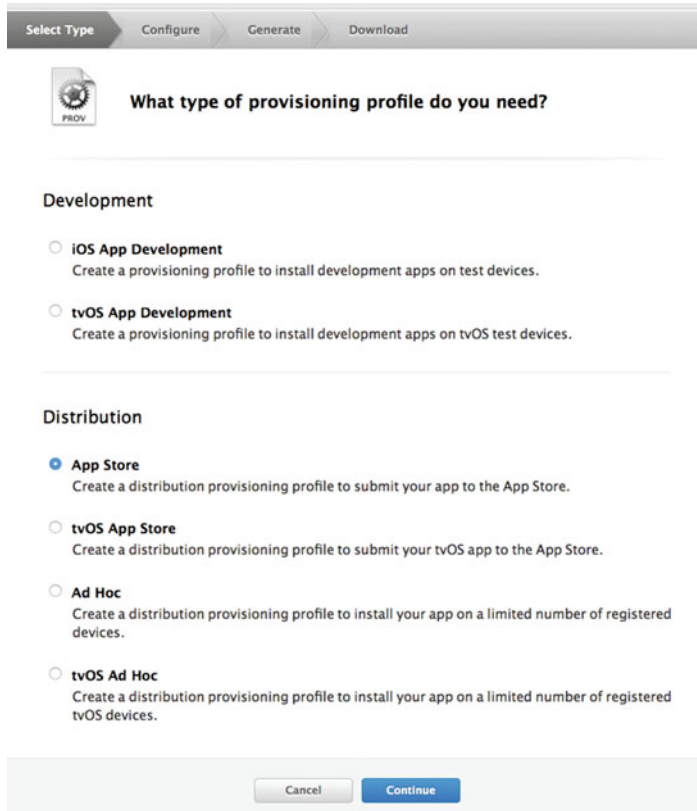 Select Type
Configure
Generate
Download
PROV
What type of provisioning profile do you need?
Development
iOS App Development
Create a provisioning profile to install development apps on test devices.
tvOS App Development
Create a provisioning profile to install development apps on tvOS test devices.
Distribution
App Store
Create a distribution provisioning profile to submit your app to the App Store.
tvOS App Store
Create a distribution provisioning profile to submit your tvOS app to the App Store.
Ad Hoc
Create a distribution provisioning profile to install your app on a limited number of registered
devices.
tvOS Ad Hoc
Create a distribution provisioning profile to install your app on a limited number of registered
tvOS devices.
Cancel
Continue